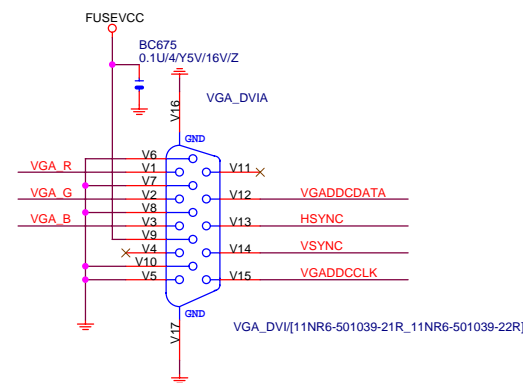 FUSEVCC
BC675
0.1U/4/Y5V/16V/Z
VGA_DVIA
V16
GND
V6
VGA_R V1 V11
V7
VGA_G V2 V12 VGADDCDATA
V8
VGA_B V3 V13 HSYNC
V9
V4 V14 VSYNC
V10
V5 V15 VGADDCCLK
GND
V17
VGA_DVI/[11NR6-501039-21R_11NR6-501039-22R]